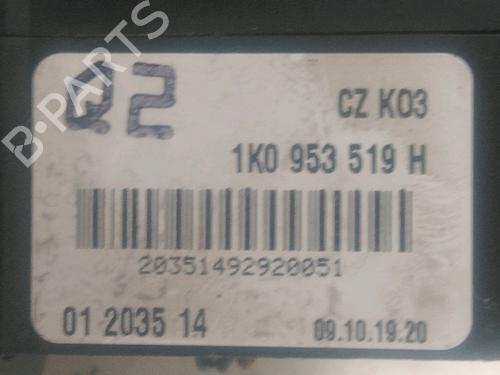 B-PARTS
Q2
CZ K03
1K0 953 519 H
20351492920051
01 2035 14
09.10.19.20